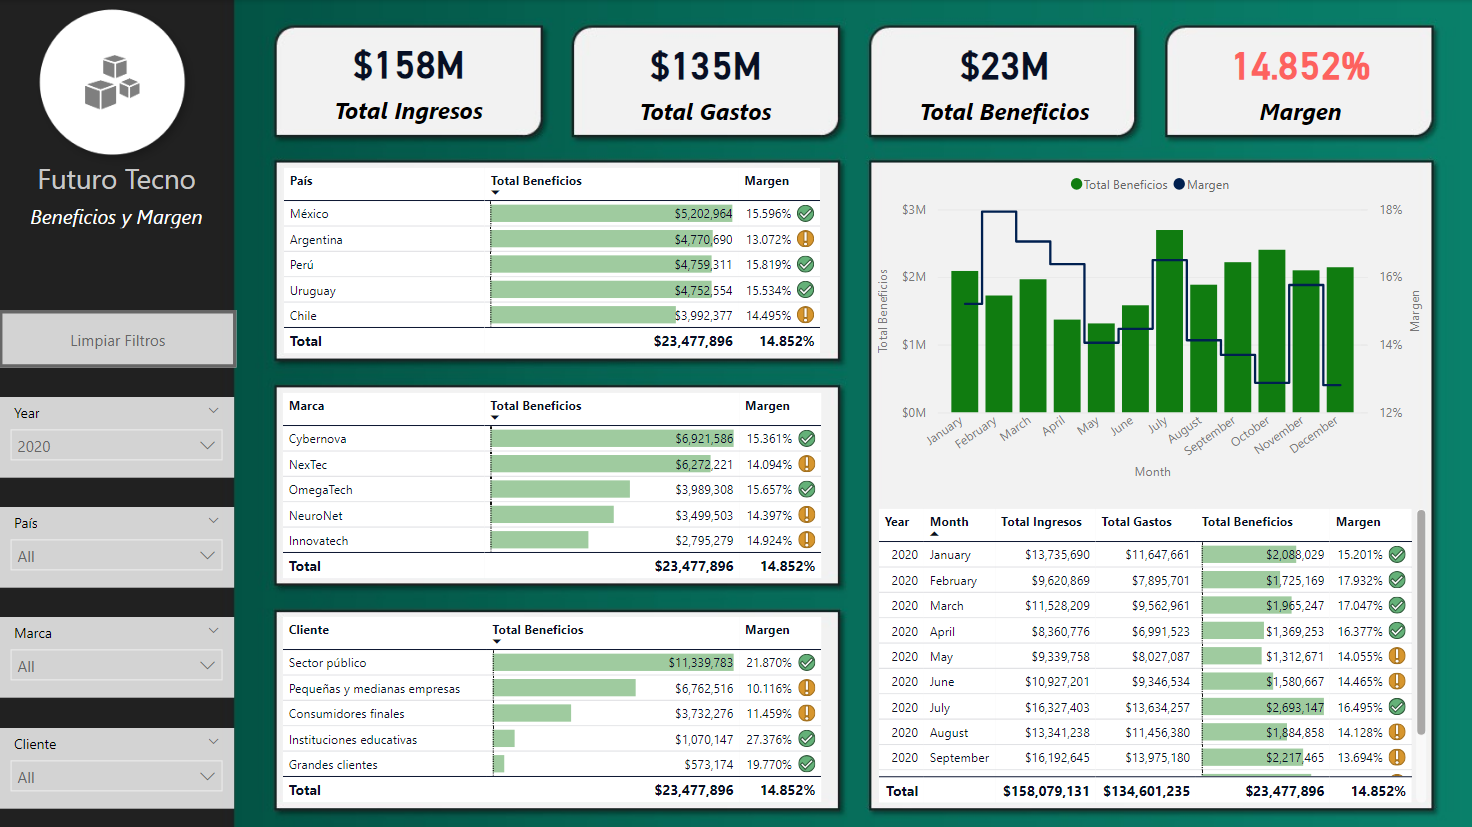 Futuro Tecno
Beneficios y Margen
Limpiar Filtros
Year
2020
País
All
Marca
All
Cliente
All
$158M
Total Ingresos
$135M
Total Gastos
$23M
Total Beneficios
14.852%
Margen
País Total Beneficios Margen
México $5,202,964 15.596%
Argentina $4,770,690 13.072%
Perú $4,759,311 15.819%
Uruguay $4,752,554 15.534%
Chile $3,992,377 14.495%
Total $23,477,896 14.852%
Marca Total Beneficios Margen
Cybernova $6,921,586 15.361%
NexTec $6,272,221 14.094%
OmegaTech $3,989,308 15.657%
NeuroNet $3,499,503 14.397%
Innovatech $2,795,279 14.924%
Total $23,477,896 14.852%
Cliente Total Beneficios Margen
Sector público $11,339,783 21.870%
Pequeñas y medianas empresas $6,762,516 10.116%
Consumidores finales $3,732,276 11.459%
Instituciones educativas $1,070,147 27.376%
Grandes clientes $573,174 19.770%
Total $23,477,896 14.852%
Total Beneficios Margen
$3M 18%
$2M 16%
$1M 14%
$0M 12%
Total Beneficios
Margen
January February March April May June July August September October November December
Month
Year Month Total Ingresos Total Gastos Total Beneficios Margen
2020 January $13,735,690 $11,647,661 $2,088,029 15.201%
2020 February $9,620,869 $7,895,701 $1,725,169 17.932%
2020 March $11,528,209 $9,562,961 $1,965,247 17.047%
2020 April $8,360,776 $6,991,523 $1,369,253 16.377%
2020 May $9,339,758 $8,027,087 $1,312,671 14.055%
2020 June $10,927,201 $9,346,534 $1,580,667 14.465%
2020 July $16,327,403 $13,634,257 $2,693,147 16.495%
2020 August $13,341,238 $11,456,380 $1,884,858 14.128%
2020 September $16,192,645 $13,975,180 $2,217,465 13.694%
Total $158,079,131 $134,601,235 $23,477,896 14.852%